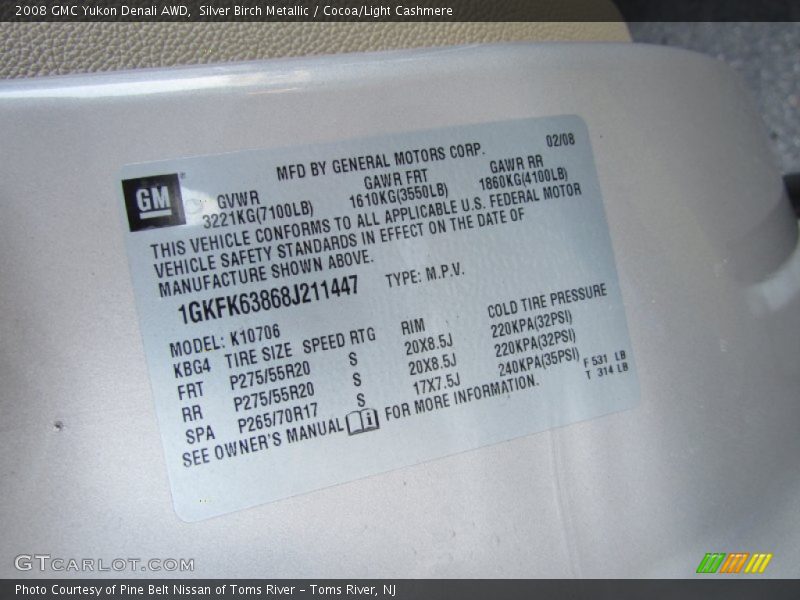 2008 GMC Yukon Denali AWD, Silver Birch Metallic / Cocoa/Light Cashmere
MFD BY GENERAL MOTORS CORP. 02/08
GM
GVWR GAWR FRT GAWR RR
3221KG(7100LB) 1610KG(3550LB) 1860KG(4100LB)
THIS VEHICLE CONFORMS TO ALL APPLICABLE U.S. FEDERAL MOTOR
VEHICLE SAFETY STANDARDS IN EFFECT ON THE DATE OF
MANUFACTURE SHOWN ABOVE.
1GKFK63868J211447 TYPE: M.P.V.
MODEL: K10706
KBG4 TIRE SIZE SPEED RTG RIM COLD TIRE PRESSURE
FRT P275/55R20 S 20X8.5J 220KPA(32PSI)
RR P275/55R20 S 20X8.5J 220KPA(32PSI)
SPA P265/70R17 S 17X7.5J 240KPA(35PSI)
F 531 LB
T 314 LB
SEE OWNER'S MANUAL i FOR MORE INFORMATION.
GTCARLOT.COM
Photo Courtesy of Pine Belt Nissan of Toms River – Toms River, NJ